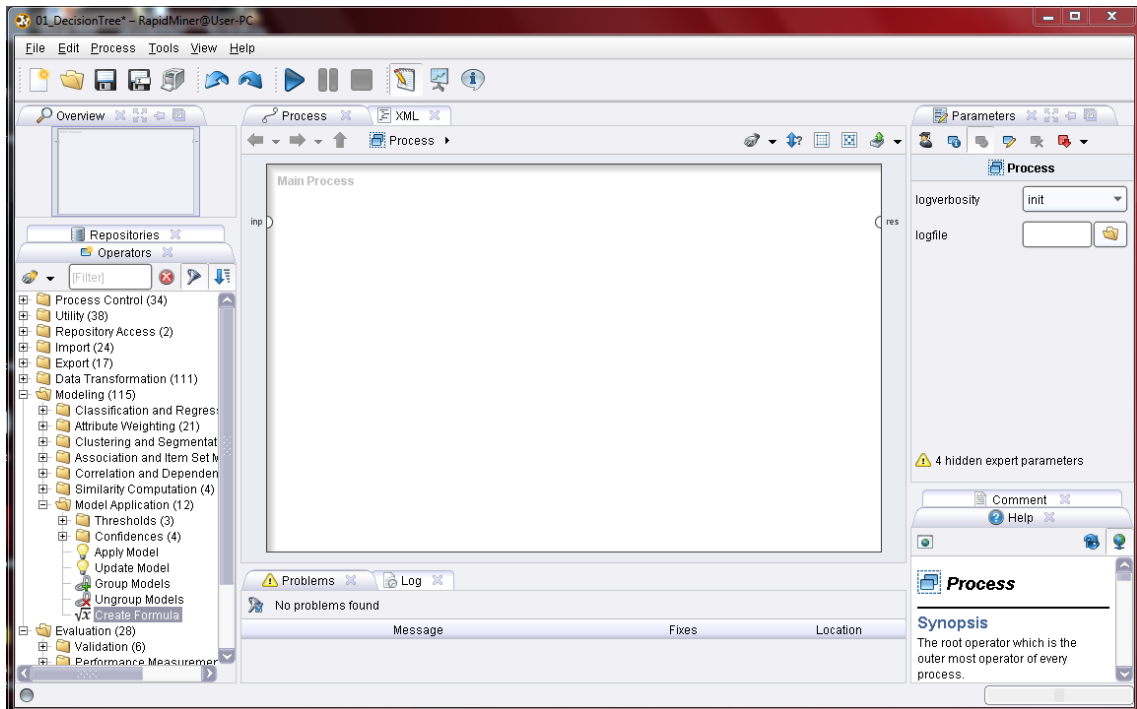 01_DecisionTree* – RapidMiner@User-PC
File Edit Process Tools View Help
Overview
Process XML
Parameters
Process
Main Process
inp
res
Process
logverbosity init
logfile
Repositories
Operators
[Filter]
Process Control (34)
Utility (38)
Repository Access (2)
Import (24)
Export (17)
Data Transformation (111)
Modeling (115)
Classification and Regress
Attribute Weighting (21)
Clustering and Segmentat
Association and Item Set M
Correlation and Dependen
Similarity Computation (4)
Model Application (12)
Thresholds (3)
Confidences (4)
Apply Model
Update Model
Group Models
Ungroup Models
Create Formula
Evaluation (28)
Validation (6)
Performance Measuremer
4 hidden expert parameters
Problems Log
No problems found
Message Fixes Location
Comment
Help
Process
Synopsis
The root operator which is the
outer most operator of every
process.